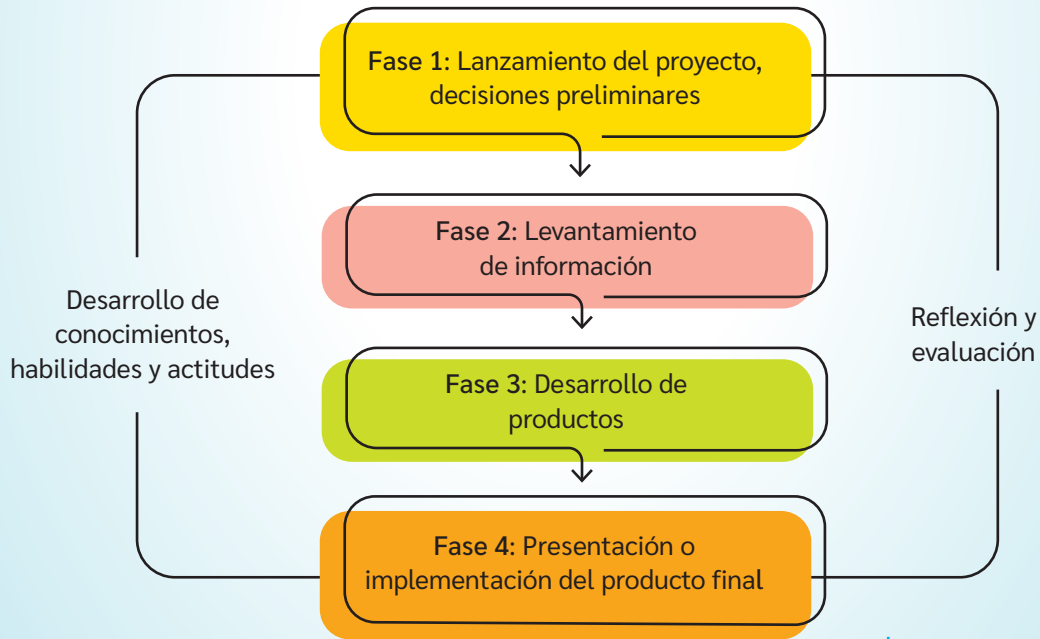 Fase 1: Lanzamiento del proyecto,
decisiones preliminares
Fase 2: Levantamiento
de información
Desarrollo de
conocimientos,
habilidades y actitudes
Reflexión y
evaluación
Fase 3: Desarrollo de
productos
Fase 4: Presentación o
implementación del producto final